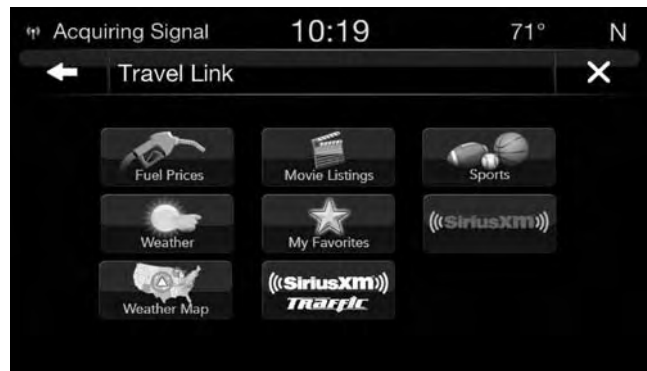 Acquiring Signal 10:19 71° N
Travel Link
Fuel Prices Movie Listings Sports
Weather My Favorites ((SiriusXM))
Weather Map ((SiriusXM))
TRAFFIC